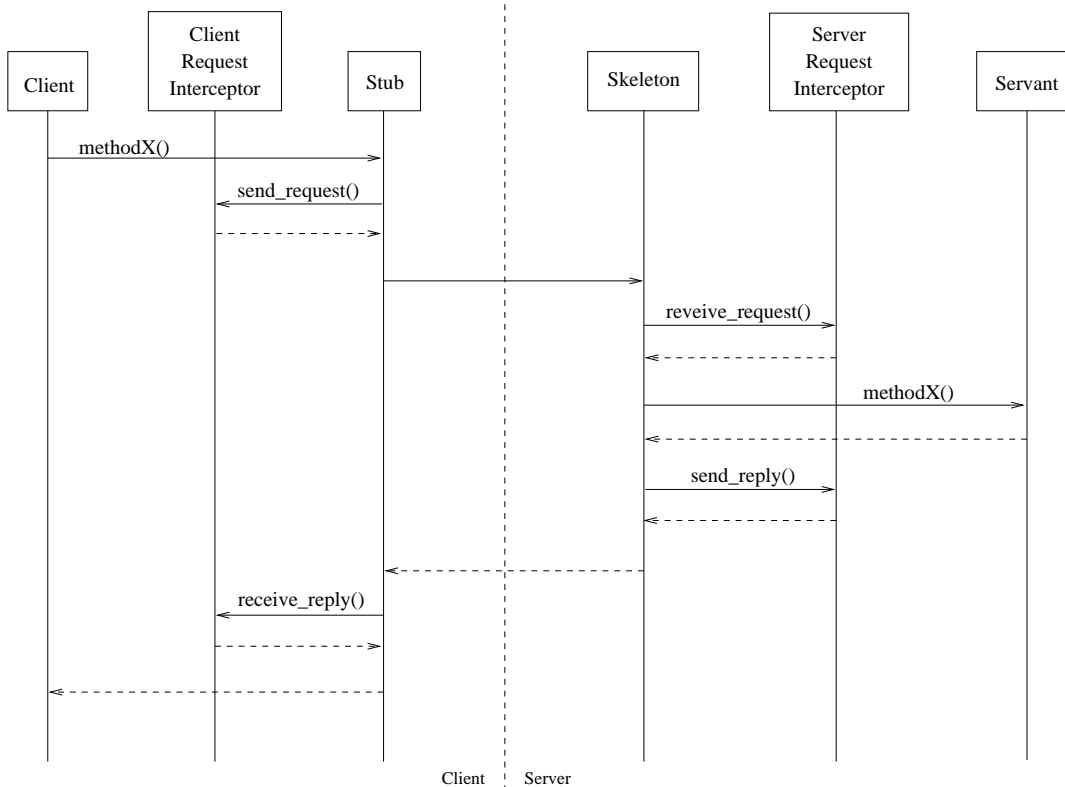 Client
Request
Interceptor
Server
Request
Interceptor
Client
Stub
Skeleton
Servant
methodX()
send_request()
reveive_request()
methodX()
send_reply()
receive_reply()
Client
Server